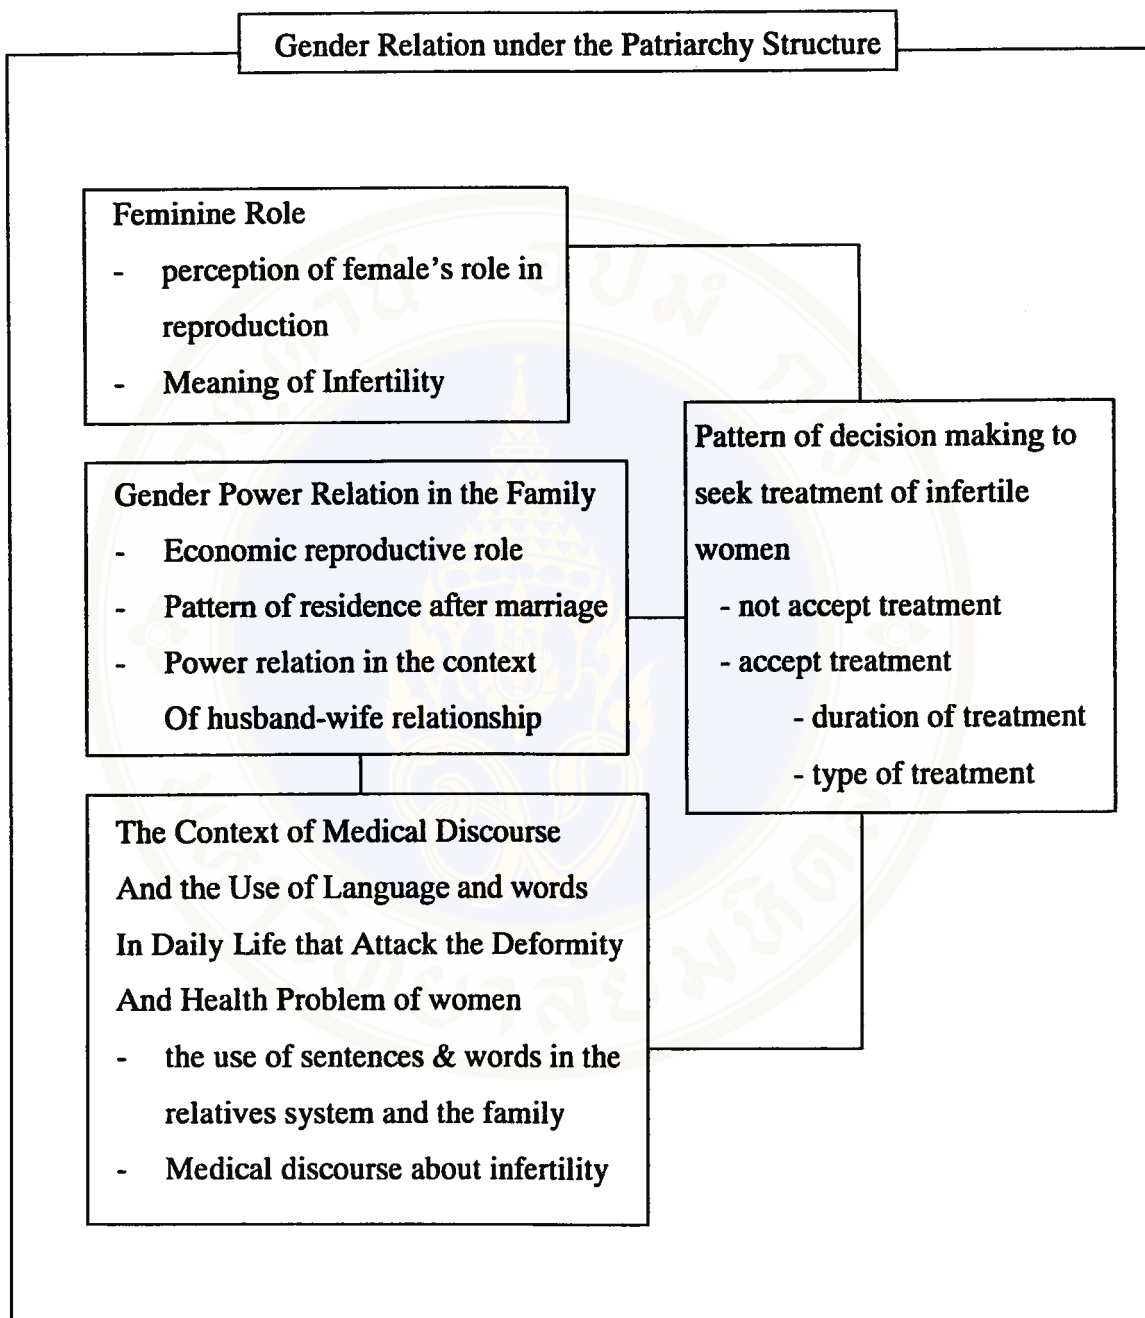 Gender Relation under the Patriarchy Structure
Feminine Role
- perception of female's role in
reproduction
- Meaning of Infertility
Gender Power Relation in the Family
- Economic reproductive role
- Pattern of residence after marriage
- Power relation in the context
Of husband-wife relationship
The Context of Medical Discourse
And the Use of Language and words
In Daily Life that Attack the Deformity
And Health Problem of women
- the use of sentences & words in the
relatives system and the family
- Medical discourse about infertility
Pattern of decision making to
seek treatment of infertile
women
- not accept treatment
- accept treatment
- duration of treatment
- type of treatment